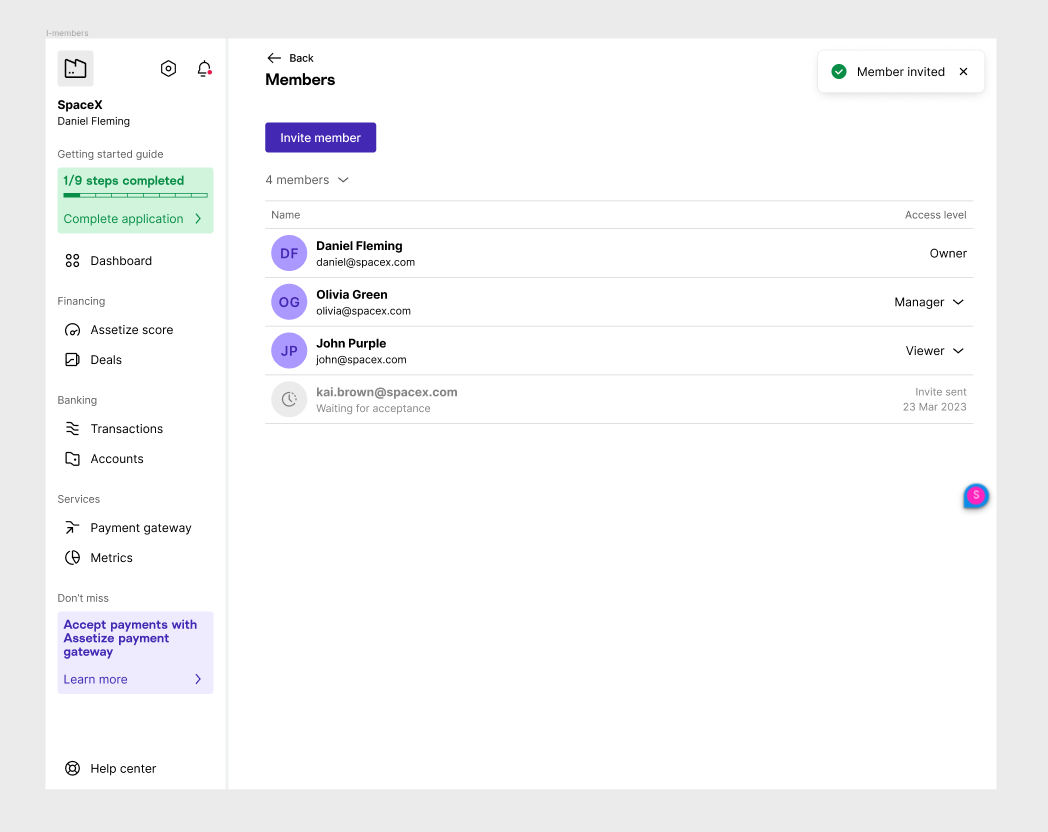 I-members
SpaceX
Daniel Fleming
Getting started guide
1/9 steps completed
Complete application
Dashboard
Financing
Assetize score
Deals
Banking
Transactions
Accounts
Services
Payment gateway
Metrics
Don't miss
Accept payments with
Assetize payment
gateway
Learn more
Help center
Back
Members
Member invited
Invite member
4 members
Name Access level
DF Daniel Fleming
daniel@spacex.com
Owner
OG Olivia Green
olivia@spacex.com
Manager
JP John Purple
john@spacex.com
Viewer
kai.brown@spacex.com
Waiting for acceptance
Invite sent
23 Mar 2023
S